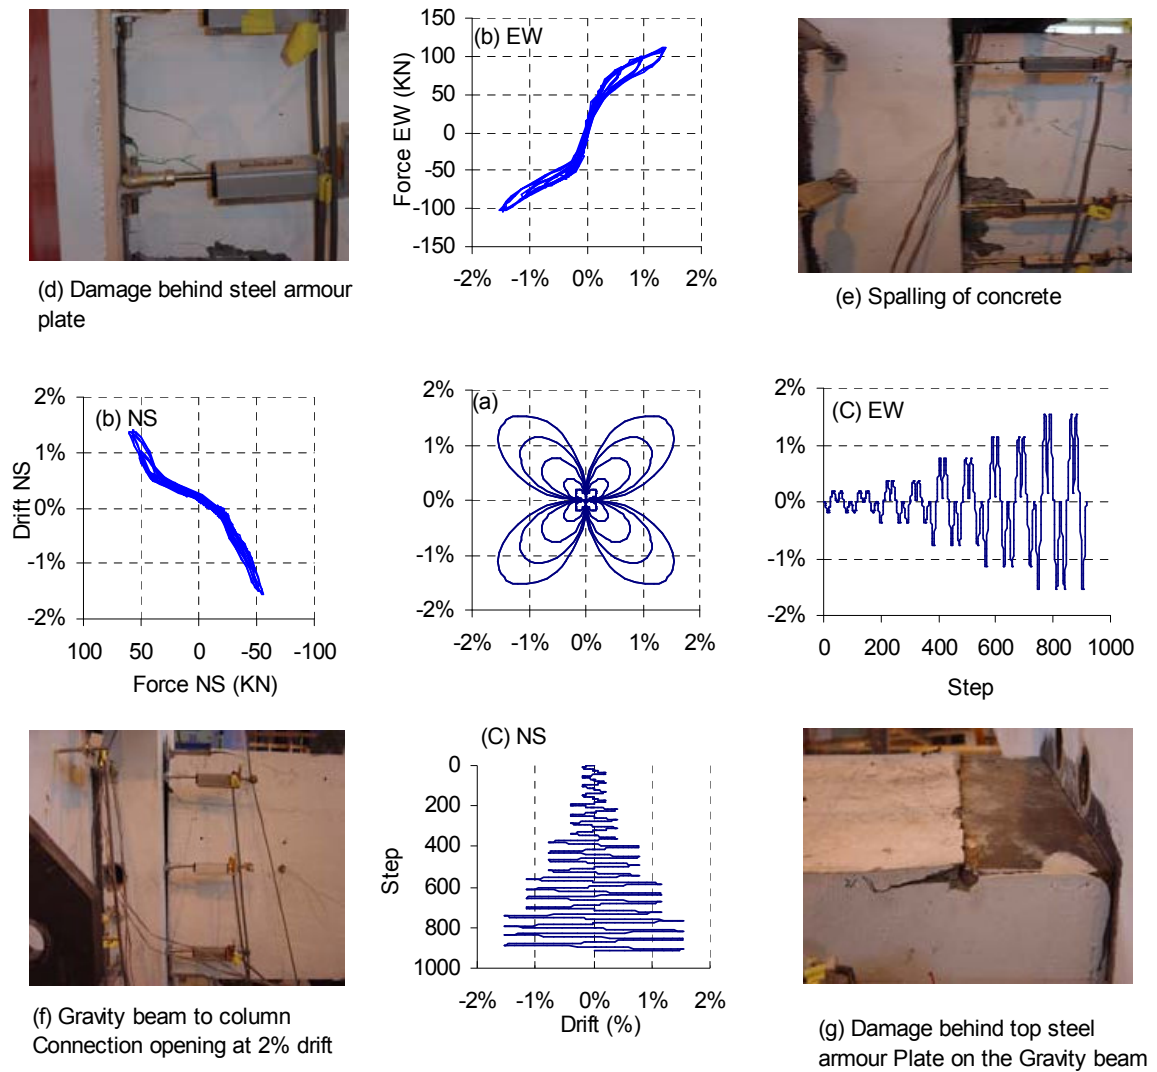 150
100
50
0
-50
-100
-150
Force EW (KN)
(b) EW
-2% -1% 0% 1% 2%
(d) Damage behind steel armour
plate
(e) Spalling of concrete
2%
1%
0%
-1%
-2%
Drift NS
(b) NS
100 50 0 -50 -100
Force NS (KN)
2%
1%
0%
-1%
-2%
(a)
-2% -1% 0% 1% 2%
2%
1%
0%
-1%
-2%
(C) EW
0 200 400 600 800 1000
Step
(C) NS
0
200
400
600
800
1000
Step
-2% -1% 0% 1% 2%
Drift (%)
(f) Gravity beam to column
Connection opening at 2% drift
(g) Damage behind top steel
armour Plate on the Gravity beam